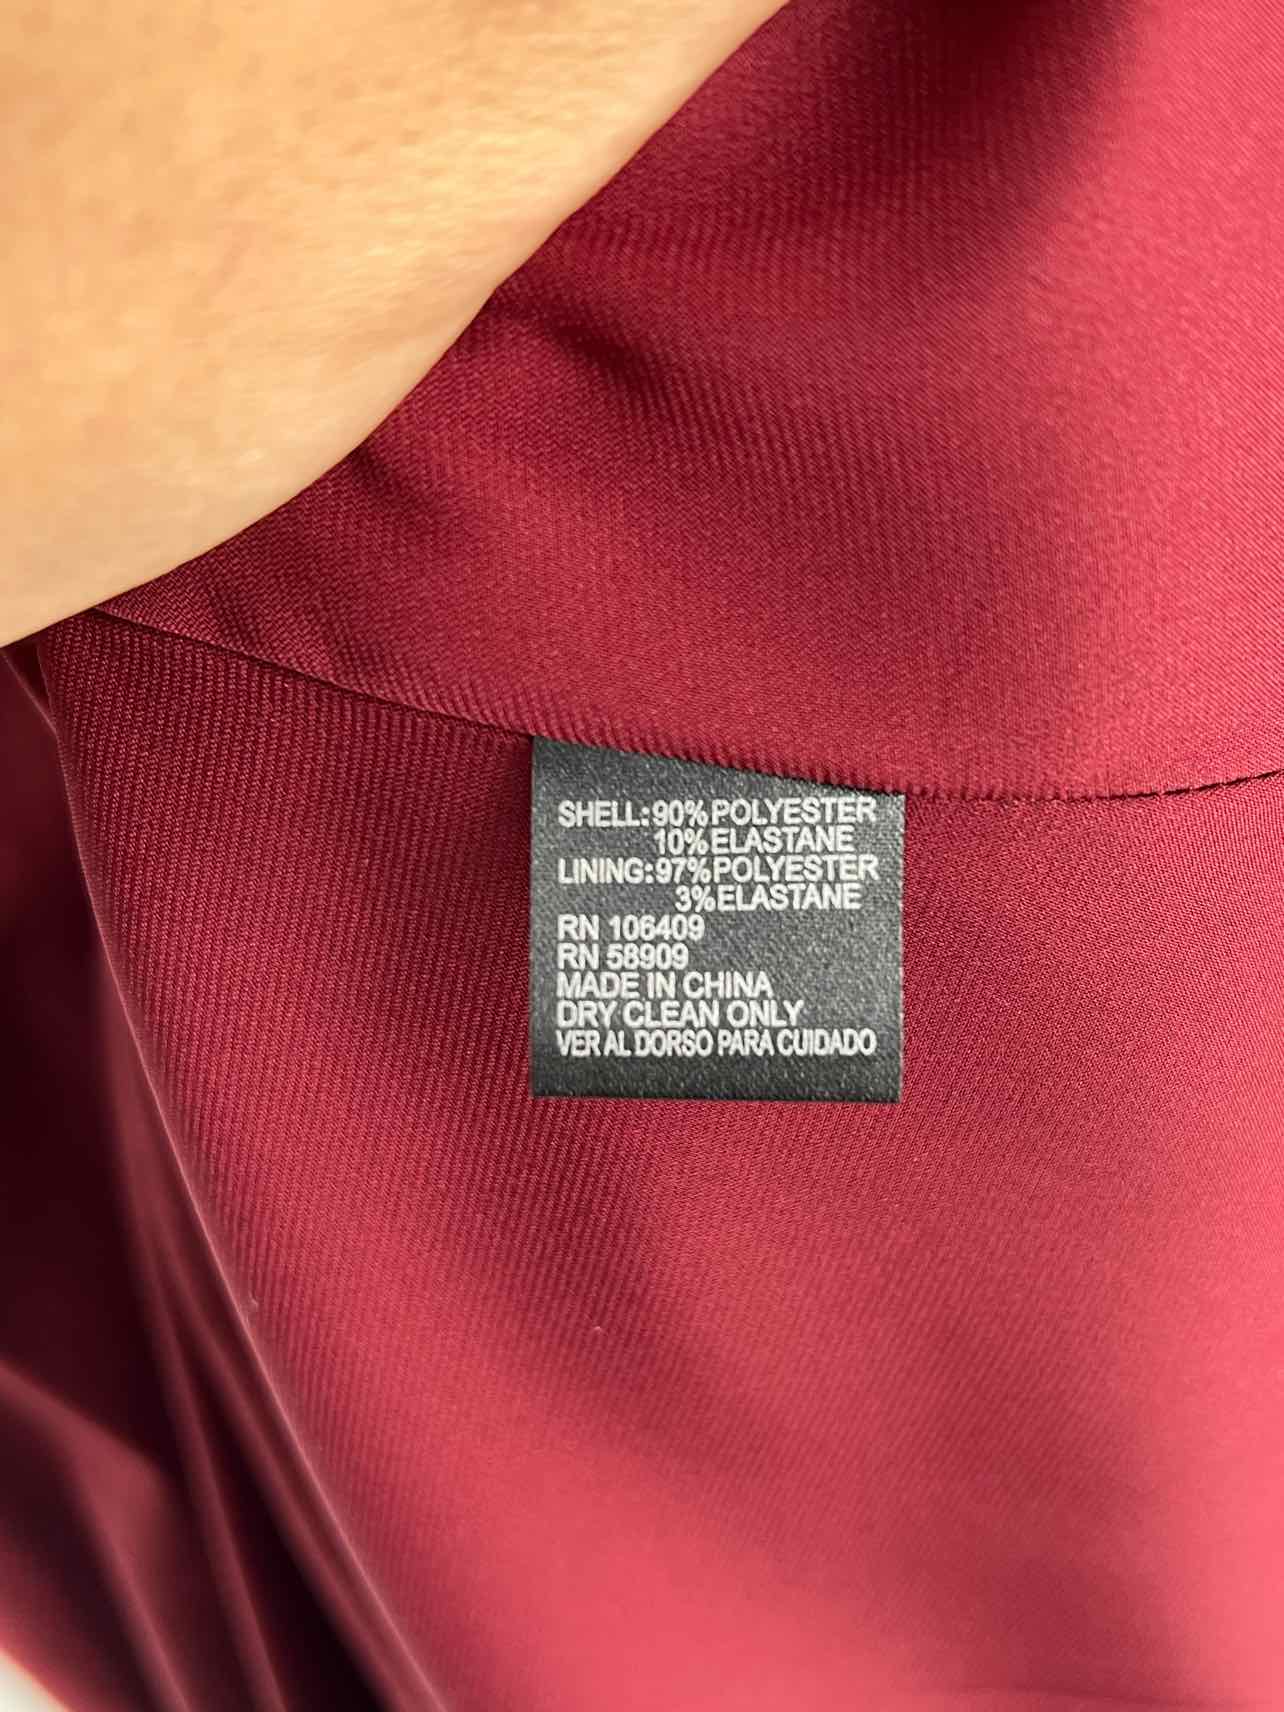 SHELL:90%POLYESTER
10%ELASTANE
LINING:97%POLYESTER
3%ELASTANE
RN 106409
RN 58909
MADE IN CHINA
DRY CLEAN ONLY
VER AL DORSO PARA CUIDADO